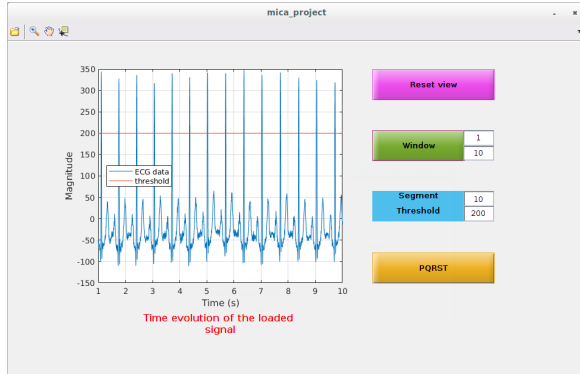 mica_project
350
300
250
200
150
100
50
0
-50
-100
-150
Magnitude
ECG data
threshold
1 2 3 4 5 6 7 8 9 10
Time (s)
Time evolution of the loaded
signal
Reset view
Window
1
10
Segment
Threshold
10
200
PQRST